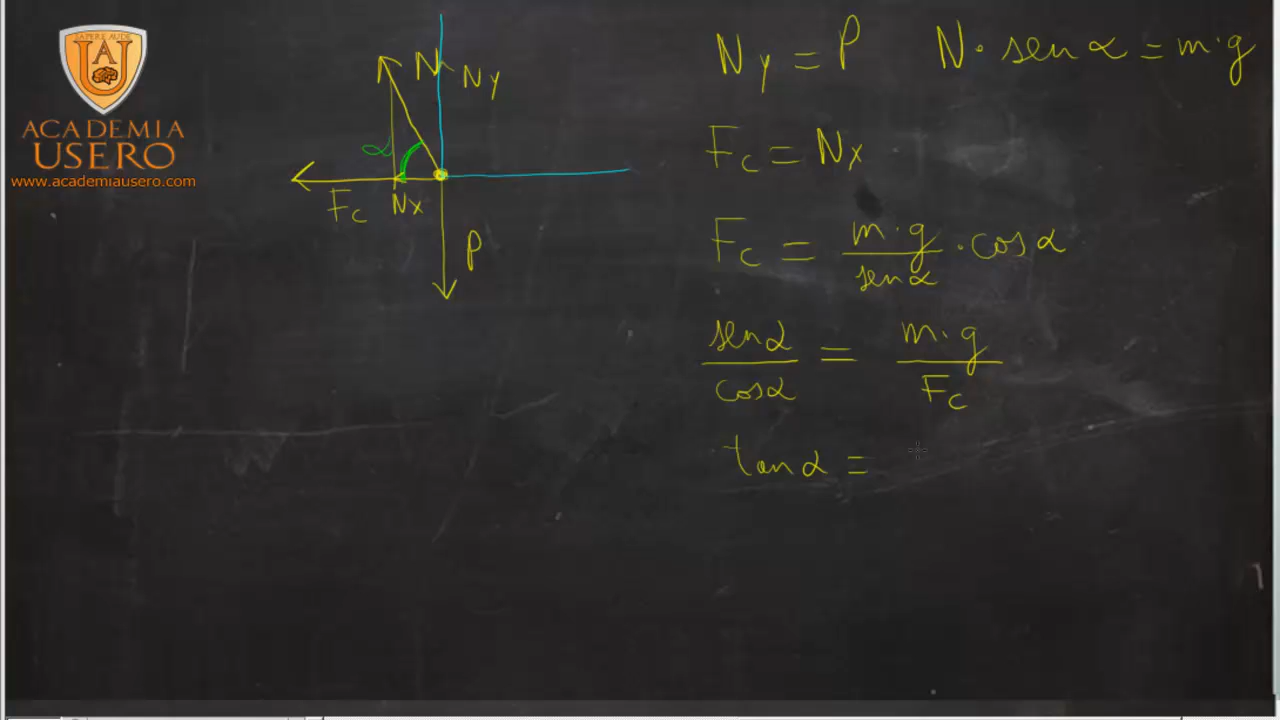 SAPERE AUDE
UA
ACADEMIA
USERO
www.academiausero.com
N
Ny
α
Fc
Nx
P
Ny = P N · sen α = m · g
Fc = Nx
Fc = m · g / sen α · cos α
sen α / cos α = m · g / Fc
tan α =